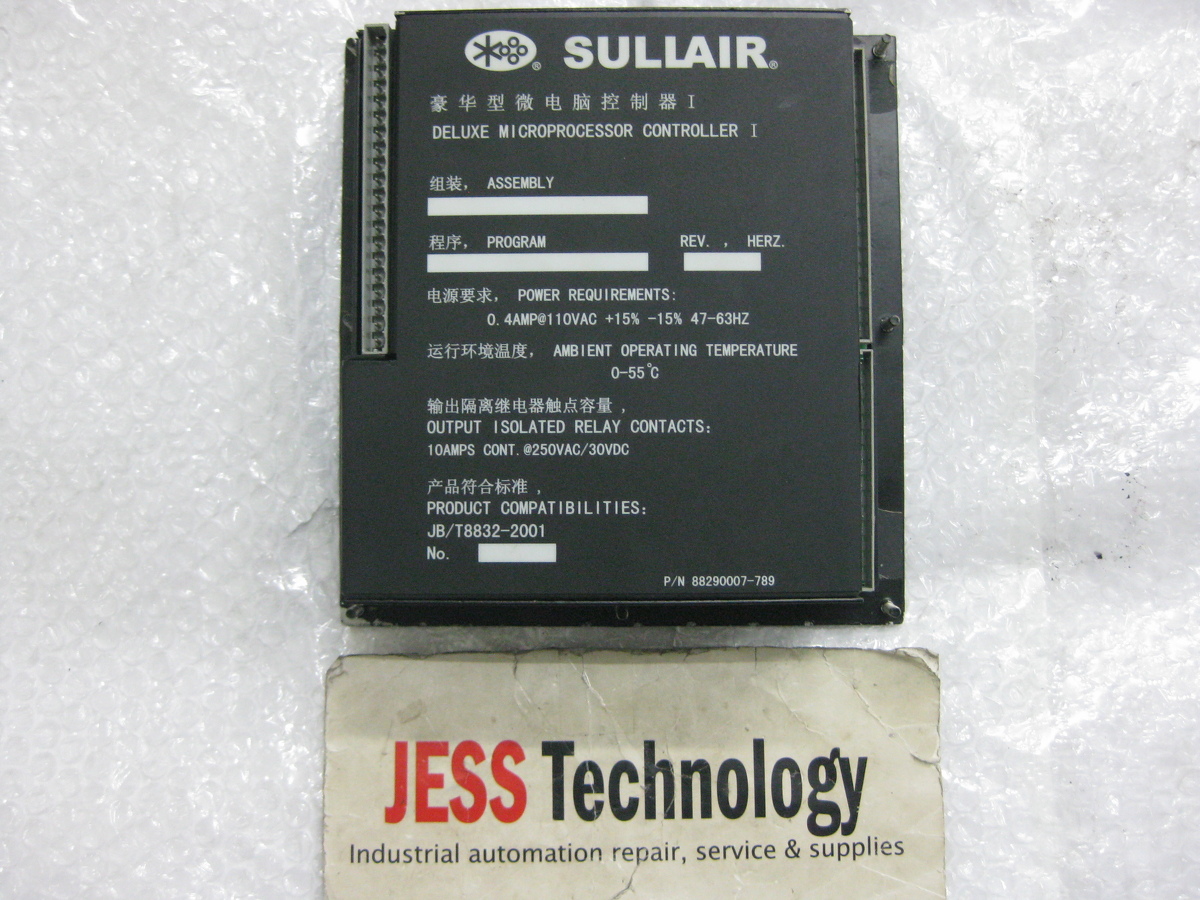 SULLAIR®
豪华型微电脑控制器 I
DELUXE MICROPROCESSOR CONTROLLER I
组装， ASSEMBLY
程序， PROGRAM REV. , HERZ.
电源要求， POWER REQUIREMENTS:
0.4AMP@110VAC +15% -15% 47-63HZ
运行环境温度， AMBIENT OPERATING TEMPERATURE
0-55℃
输出隔离继电器触点容量，
OUTPUT ISOLATED RELAY CONTACTS:
10AMPS CONT.@250VAC/30VDC
产品符合标准，
PRODUCT COMPATIBILITIES:
JB/T8832-2001
No.
P/N 88290007-789
JESS Technology
Industrial automation repair, service & supplies